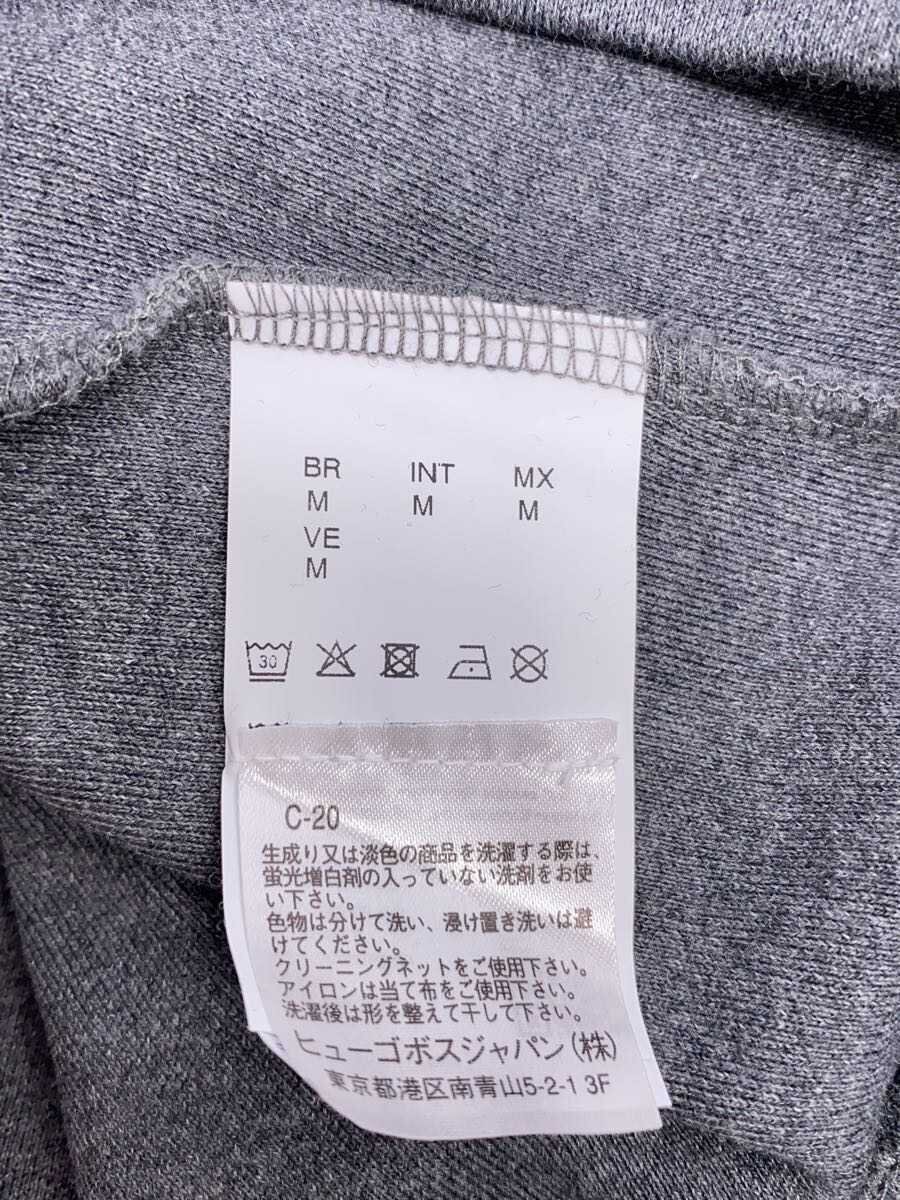 BR INT MX
M M M
VE
M
30
C-20
生成り又は淡色の商品を洗濯する際は、
蛍光増白剤の入っていない洗剤をお使
い下さい。
色物は分けて洗い、浸け置き洗いは避
けてください。
クリーニングネットをご使用下さい。
アイロンは当て布をご使用下さい。
洗濯後は形を整えて干して下さい。
ヒューゴボスジャパン(株)
東京都港区南青山5-2-1 3F